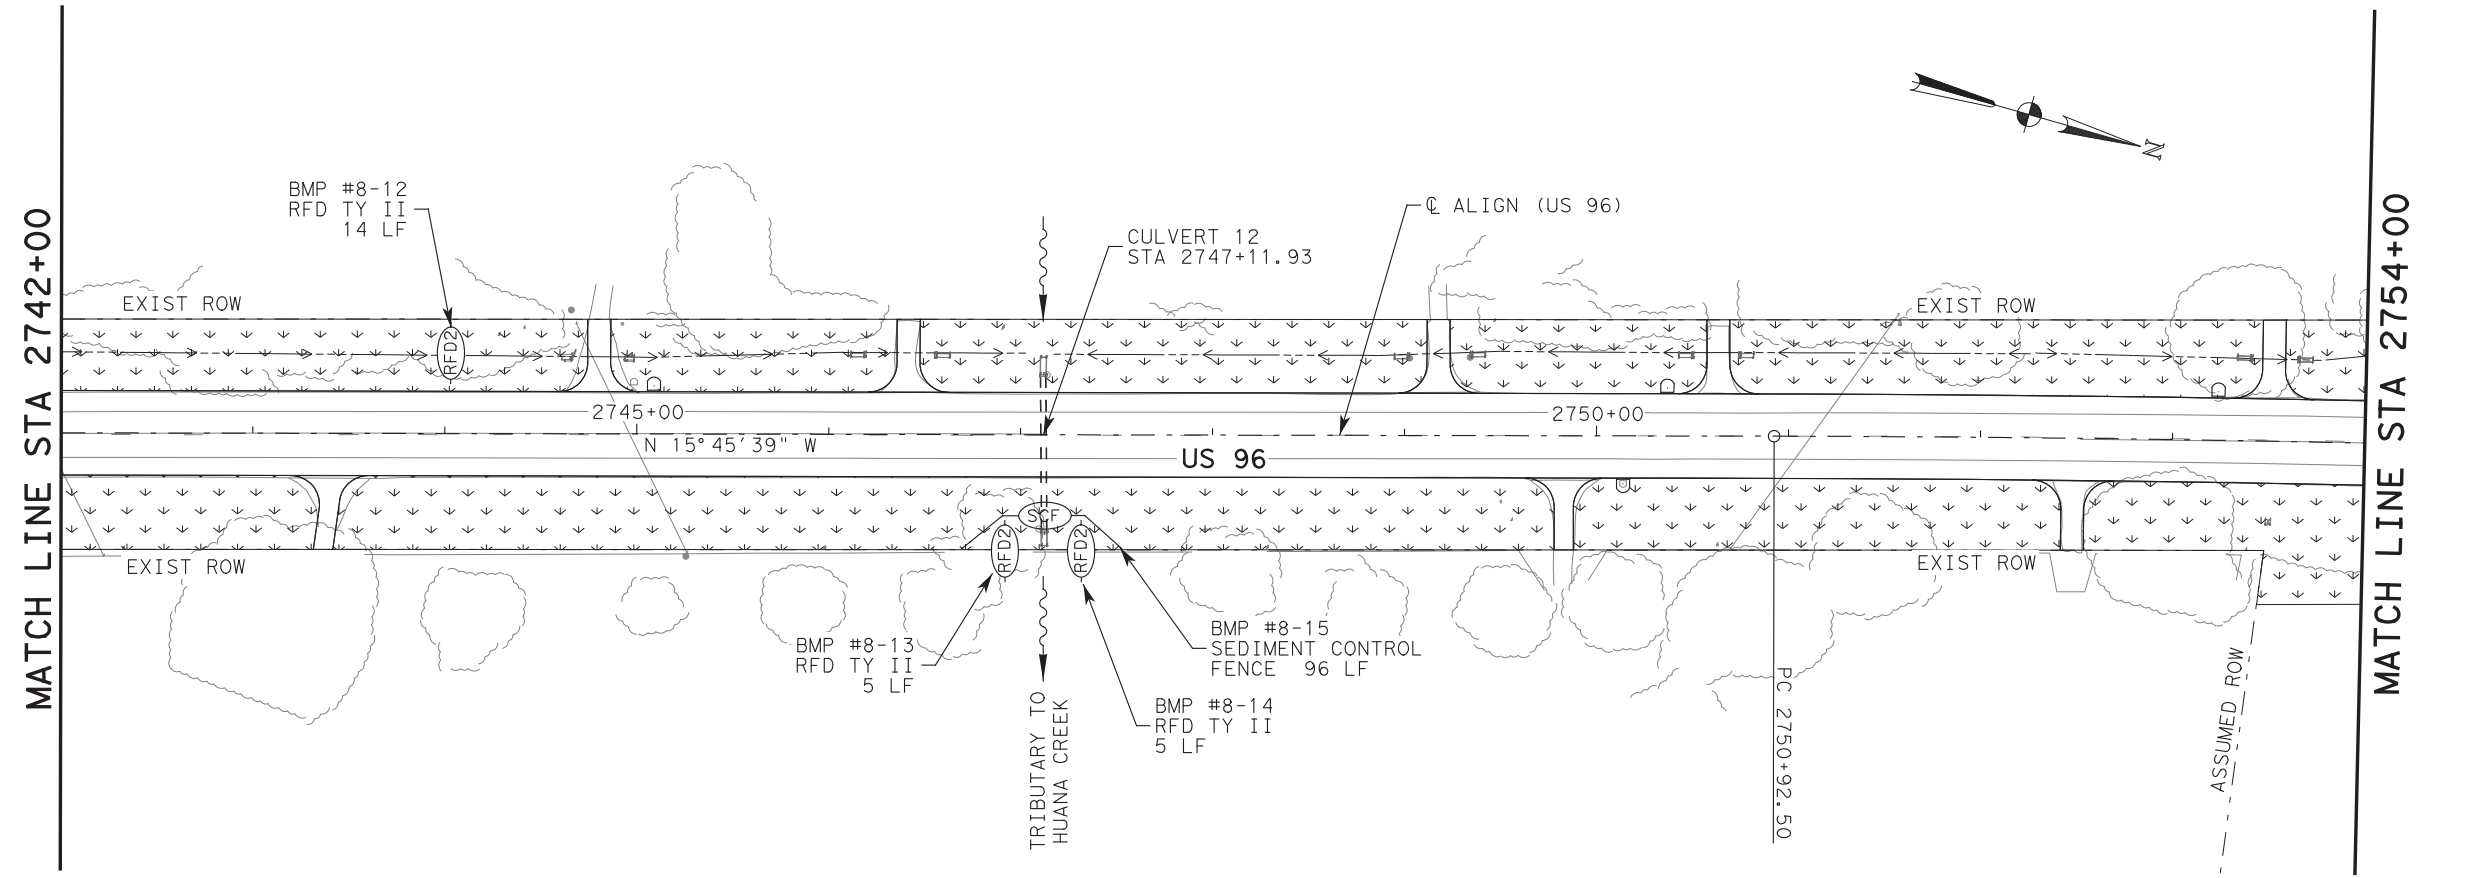 MATCH LINE STA 2742+00
BMP #8-12
RFD TY II
14 LF
EXIST ROW
RFD2
CULVERT 12
STA 2747+11.93
℄ ALIGN (US 96)
EXIST ROW
N
2745+00
2750+00
N 15°45'39" W
US 96
SCF
RFD2
RFD2
EXIST ROW
EXIST ROW
BMP #8-13
RFD TY II
5 LF
BMP #8-15
SEDIMENT CONTROL
FENCE 96 LF
BMP #8-14
RFD TY II
5 LF
TRIBUTARY TO
HUANA CREEK
PC 2750+92.50
ASSUMED ROW
MATCH LINE STA 2754+00